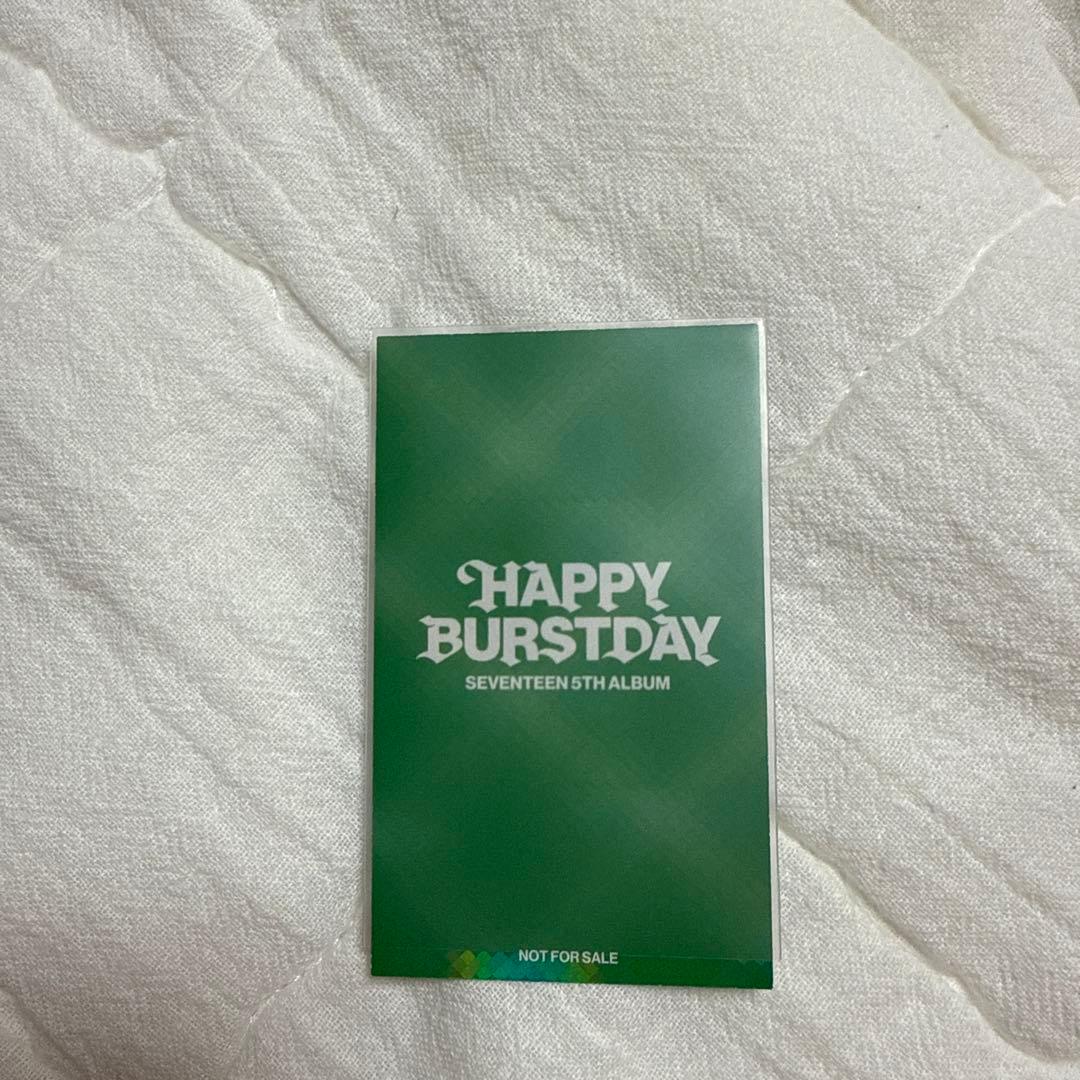 HAPPY
BURSTDAY
SEVENTEEN 5TH ALBUM
NOT FOR SALE